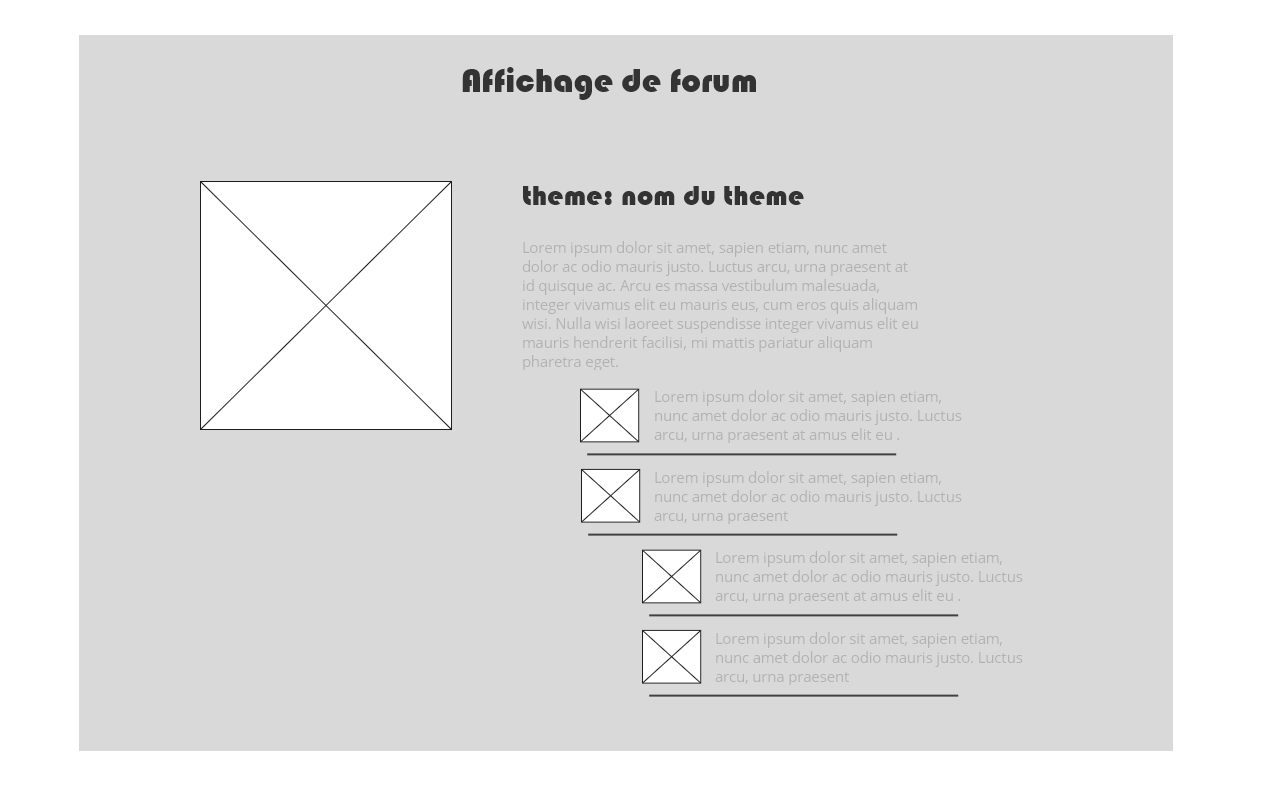 Affichage de forum
theme: nom du theme
Lorem ipsum dolor sit amet, sapien etiam, nunc amet
dolor ac odio mauris justo. Luctus arcu, urna praesent at
id quisque ac. Arcu es massa vestibulum malesuada,
integer vivamus elit eu mauris eus, cum eros quis aliquam
wisi. Nulla wisi laoreet suspendisse integer vivamus elit eu
mauris hendrerit facilisi, mi mattis pariatur aliquam
pharetra eget.
Lorem ipsum dolor sit amet, sapien etiam,
nunc amet dolor ac odio mauris justo. Luctus
arcu, urna praesent at amus elit eu .
Lorem ipsum dolor sit amet, sapien etiam,
nunc amet dolor ac odio mauris justo. Luctus
arcu, urna praesent
Lorem ipsum dolor sit amet, sapien etiam,
nunc amet dolor ac odio mauris justo. Luctus
arcu, urna praesent at amus elit eu .
Lorem ipsum dolor sit amet, sapien etiam,
nunc amet dolor ac odio mauris justo. Luctus
arcu, urna praesent